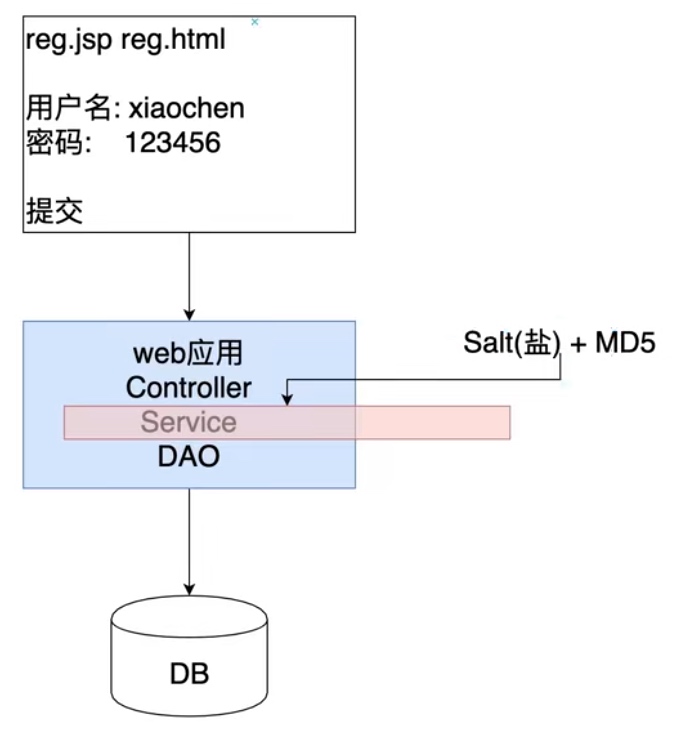 reg.jsp reg.html
用户名: xiaochen
密码: 123456
提交
web应用
Controller
Salt(盐) + MD5
Service
DAO
DB